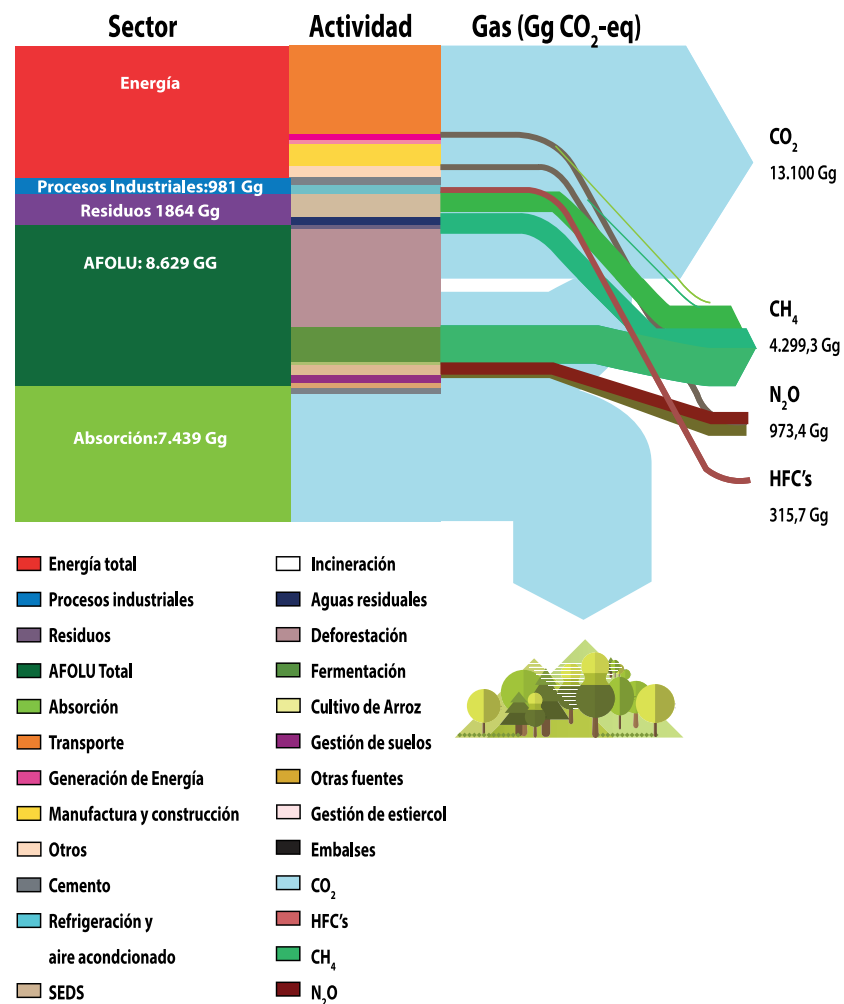 Sector
Actividad
Gas (Gg CO₂-eq)
Energía
Procesos Industriales:981 Gg
Residuos 1864 Gg
AFOLU: 8.629 GG
Absorción:7.439 Gg
CO₂
13.100 Gg
CH₄
4.299,3 Gg
N₂O
973,4 Gg
HFC's
315,7 Gg
Energía total
Procesos industriales
Residuos
AFOLU Total
Absorción
Transporte
Generación de Energía
Manufactura y construcción
Otros
Cemento
Refrigeración y
aire acondcionado
SEDS
Incineración
Aguas residuales
Deforestación
Fermentación
Cultivo de Arroz
Gestión de suelos
Otras fuentes
Gestión de estiercol
Embalses
CO₂
HFC's
CH₄
N₂O